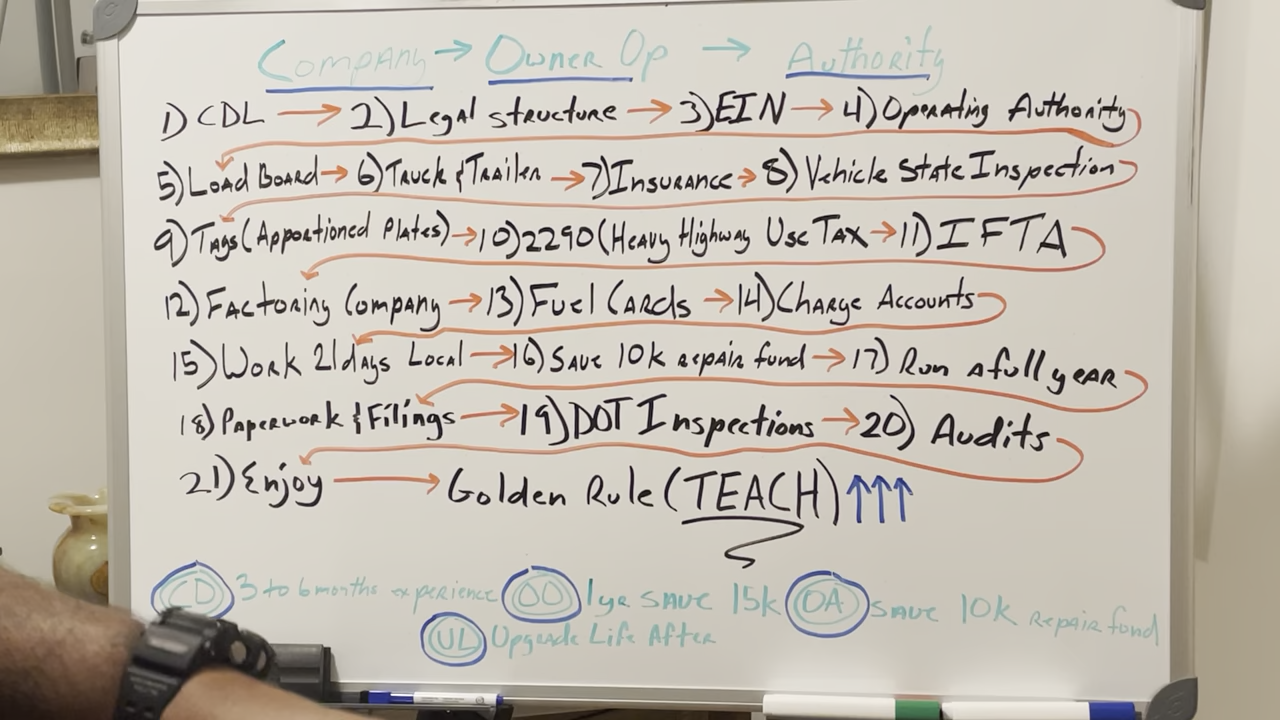 Company → Owner Op → Authority
1) CDL → 2) Legal structure → 3) EIN → 4) Operating Authority
5) Load Board → 6) Truck & Trailer → 7) Insurance → 8) Vehicle State Inspection
9) Tags (Apportioned Plates) → 10) 2290 (Heavy Highway Use Tax → 11) IFTA
12) Factoring Company → 13) Fuel Cards → 14) Charge Accounts
15) Work 21 days Local → 16) Save 10k repair fund → 17) Run a full year
18) Paperwork & Filings → 19) DOT Inspections → 20) Audits
21) Enjoy → Golden Rule (TEACH) ↑↑↑
CD 3 to 6 months experience OO 1 yr save 15k OA save 10k repair fund
UL Upgrade Life After